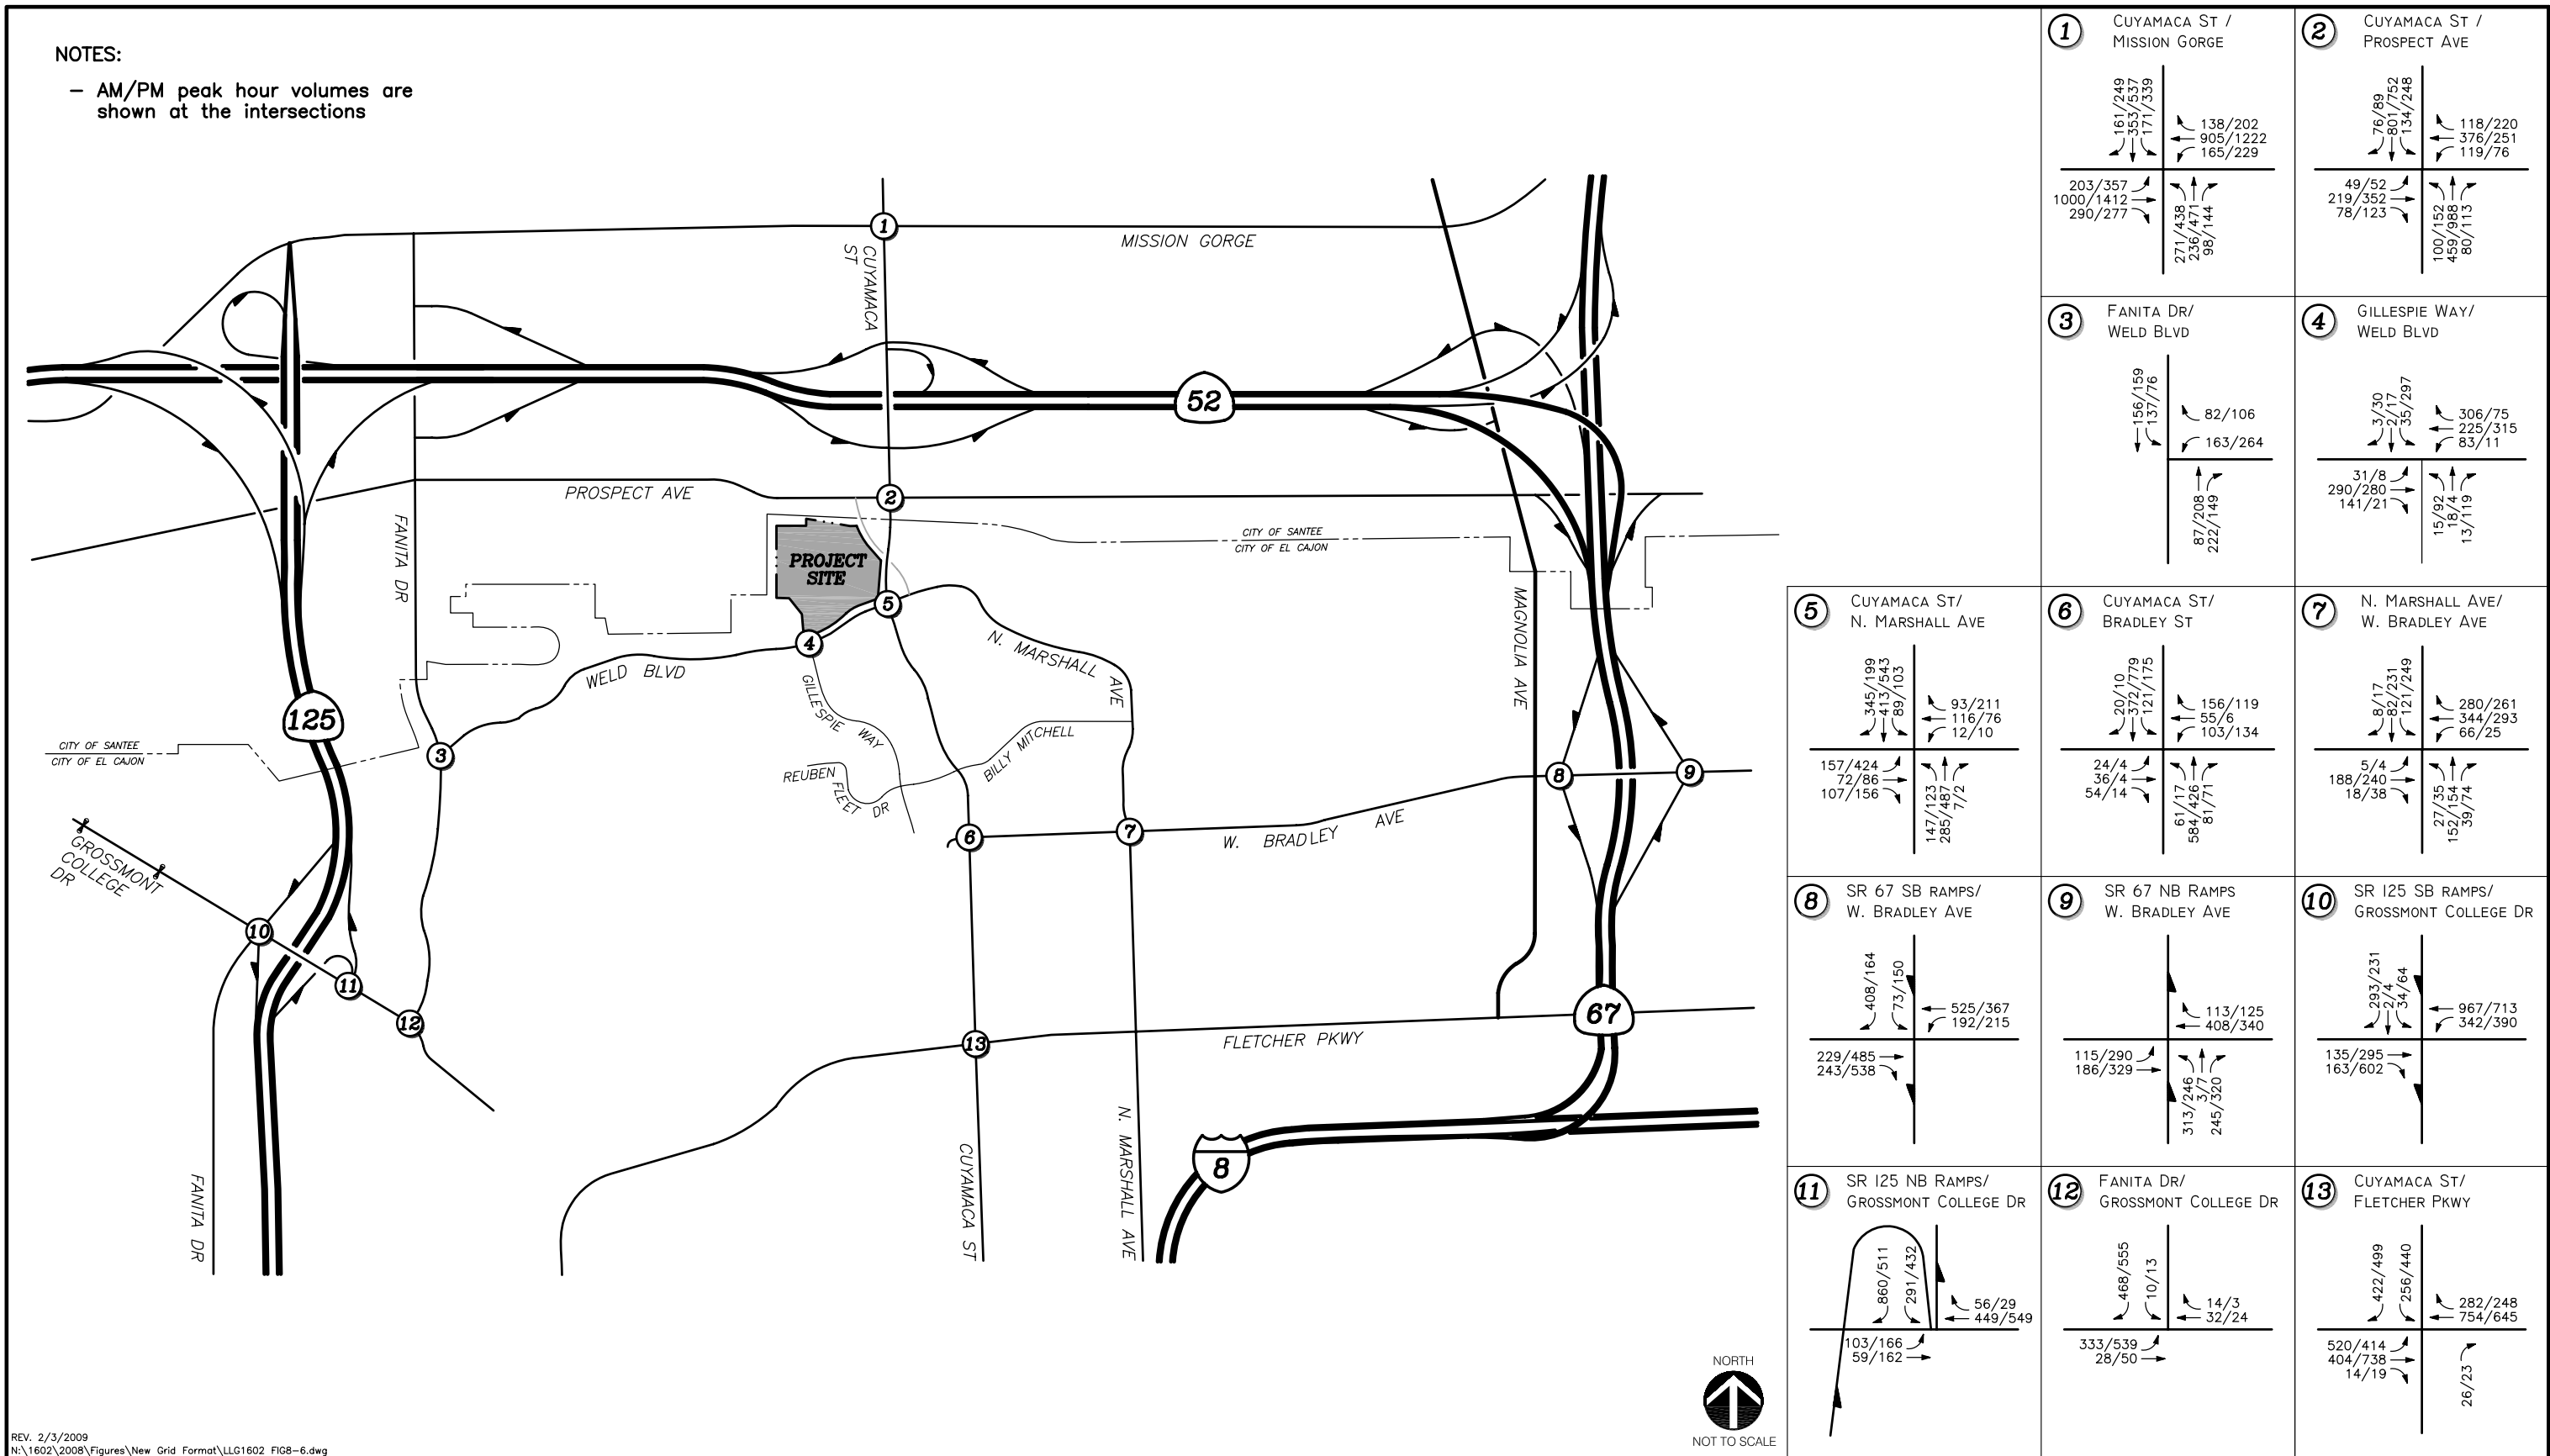 NOTES:
– AM/PM peak hour volumes are
shown at the intersections
1
CUYAMACA ST
MISSION GORGE
52
2
PROSPECT AVE
FANITA DR
PROJECT
SITE
CITY OF SANTEE
CITY OF EL CAJON
5
4
WELD BLVD
N. MARSHALL AVE
GILLESPIE WAY
MAGNOLIA AVE
125
CITY OF SANTEE
CITY OF EL CAJON
3
REUBEN FLEET DR
BILLY MITCHELL
8
9
6
7
W. BRADLEY AVE
GROSSMONT
COLLEGE
DR
10
11
12
13
FLETCHER PKWY
67
8
FANITA DR
CUYAMACA ST
N. MARSHALL AVE
NORTH
NOT TO SCALE
REV. 2/3/2009
N:\1602\2008\Figures\New Grid Format\LLG1602 FIG8-6.dwg
1
CUYAMACA ST /
MISSION GORGE
161/249
353/537
171/339
138/202
905/1222
165/229
203/357
1000/1412
290/277
271/438
236/471
98/144
2
CUYAMACA ST /
PROSPECT AVE
76/89
801/752
134/248
118/220
376/251
119/76
49/52
219/352
78/123
100/152
459/988
80/113
3
FANITA DR/
WELD BLVD
156/159
137/76
82/106
163/264
87/208
222/149
4
GILLESPIE WAY/
WELD BLVD
3/30
2/17
35/297
306/75
225/315
83/11
31/8
290/280
141/21
15/92
18/4
13/119
5
CUYAMACA ST/
N. MARSHALL AVE
345/199
413/543
89/103
93/211
116/76
12/10
157/424
72/86
107/156
147/123
285/487
7/2
6
CUYAMACA ST/
BRADLEY ST
20/10
372/779
121/175
156/119
55/6
103/134
24/4
36/4
54/14
61/17
584/426
81/71
7
N. MARSHALL AVE/
W. BRADLEY AVE
8/17
82/231
121/249
280/261
344/293
66/25
5/4
188/240
18/38
27/35
152/154
39/74
8
SR 67 SB RAMPS/
W. BRADLEY AVE
408/164
73/150
525/367
192/215
229/485
243/538
9
SR 67 NB RAMPS
W. BRADLEY AVE
113/125
408/340
115/290
186/329
313/246
3/7
245/320
10
SR 125 SB RAMPS/
GROSSMONT COLLEGE DR
293/231
2/4
34/64
967/713
342/390
135/295
163/602
11
SR 125 NB RAMPS/
GROSSMONT COLLEGE DR
860/511
291/432
56/29
449/549
103/166
59/162
12
FANITA DR/
GROSSMONT COLLEGE DR
468/555
10/13
14/3
32/24
333/539
28/50
13
CUYAMACA ST/
FLETCHER PKWY
422/499
256/440
282/248
754/645
520/414
404/738
14/19
26/23